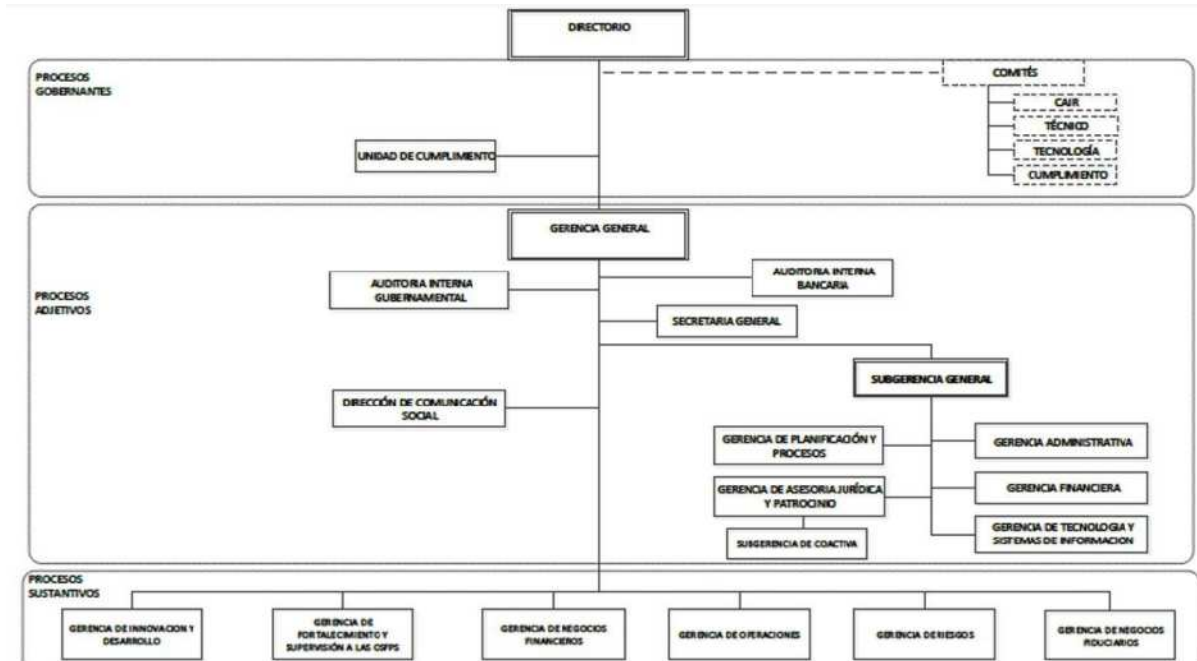 DIRECTORIO
PROCESOS
GOBERNANTES
COMITÉS
CAIR
TÉCNICO
TECNOLOGÍA
CUMPLIMIENTO
UNIDAD DE CUMPLIMIENTO
GERENCIA GENERAL
PROCESOS
ADJETIVOS
AUDITORIA INTERNA
GUBERNAMENTAL
AUDITORIA INTERNA
BANCARIA
SECRETARIA GENERAL
SUBGERENCIA GENERAL
DIRECCIÓN DE COMUNICACIÓN
SOCIAL
GERENCIA DE PLANIFICACIÓN Y
PROCESOS
GERENCIA ADMINISTRATIVA
GERENCIA DE ASESORIA JURÍDICA
Y PATROCINIO
GERENCIA FINANCIERA
SUBGERENCIA DE COACTIVA
GERENCIA DE TECNOLOGIA Y
SISTEMAS DE INFORMACION
PROCESOS
SUSTANTIVOS
GERENCIA DE INNOVACION Y
DESARROLLO
GERENCIA DE
FORTALECIMIENTO Y
SUPERVISIÓN A LAS OSFPS
GERENCIA DE NEGOCIOS
FINANCIEROS
GERENCIA DE OPERACIONES
GERENCIA DE RIESGOS
GERENCIA DE NEGOCIOS
FIDUCIARIOS